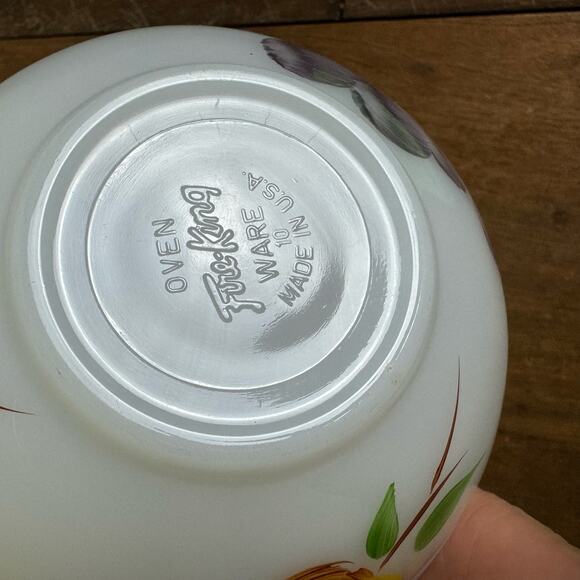 OVEN
Fire-King
WARE
10
MADE IN U.S.A.